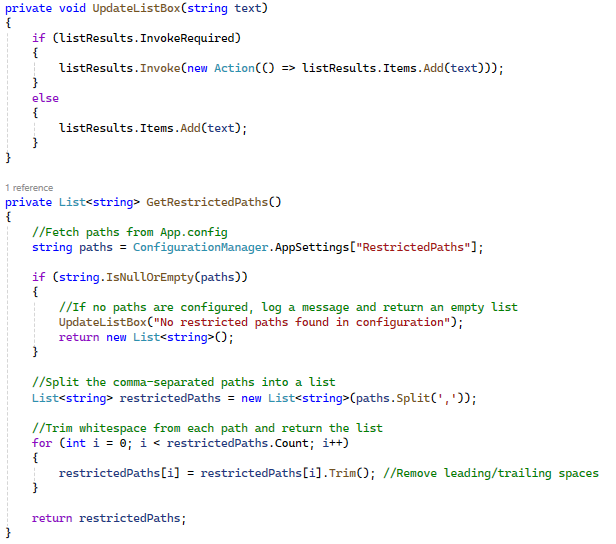 private void UpdateListBox(string text)
{
    if (listResults.InvokeRequired)
    {
        listResults.Invoke(new Action(() => listResults.Items.Add(text)));
    }
    else
    {
        listResults.Items.Add(text);
    }
}
1 reference
private List<string> GetRestrictedPaths()
{
    //Fetch paths from App.config
    string paths = ConfigurationManager.AppSettings["RestrictedPaths"];
    if (string.IsNullOrEmpty(paths))
    {
        //If no paths are configured, log a message and return an empty list
        UpdateListBox("No restricted paths found in configuration");
        return new List<string>();
    }
    //Split the comma-separated paths into a list
    List<string> restrictedPaths = new List<string>(paths.Split(','));
    //Trim whitespace from each path and return the list
    for (int i = 0; i < restrictedPaths.Count; i++)
    {
        restrictedPaths[i] = restrictedPaths[i].Trim(); //Remove leading/trailing spaces
    }
    return restrictedPaths;
}